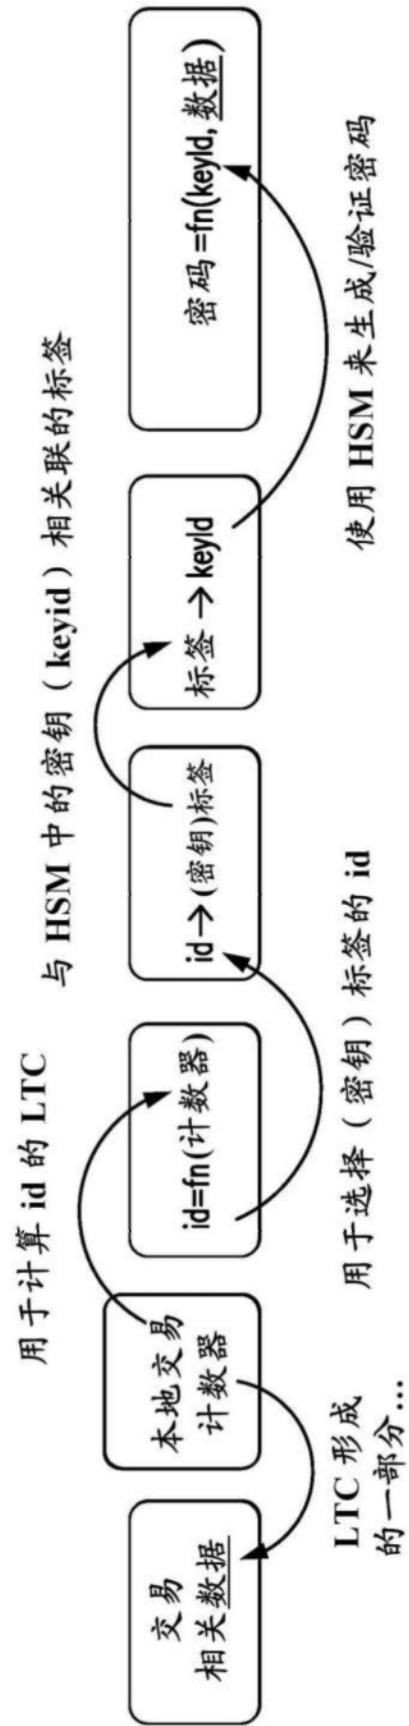 用于计算 id 的 LTC
与 HSM 中的密钥（keyid）相关联的标签
交易
相关数据
本地交易
计数器
id=fn(计数器)
id→(密钥)标签
标签→keyId
密码=fn(keyId, 数据)
LTC 形成
的一部分...
用于选择（密钥）标签的 id
使用 HSM 来生成/验证密码